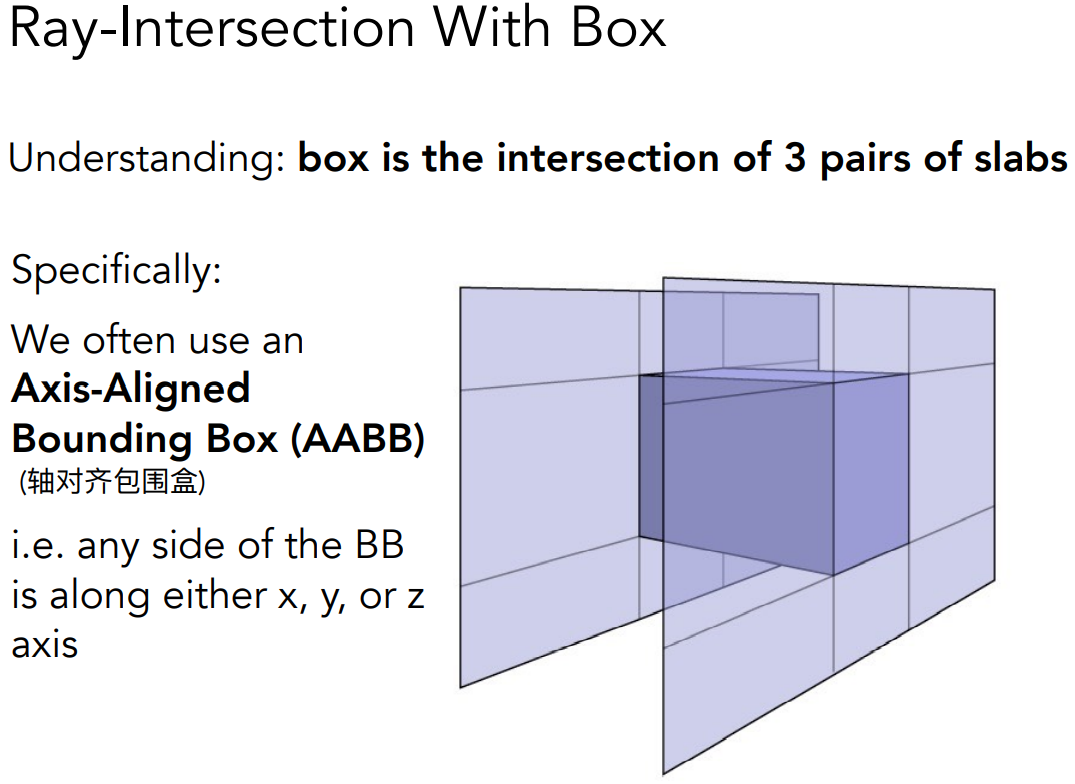 Ray-Intersection With Box
Understanding: box is the intersection of 3 pairs of slabs
Specifically:
We often use an
Axis-Aligned
Bounding Box (AABB)
(轴对齐包围盒)
i.e. any side of the BB
is along either x, y, or z
axis